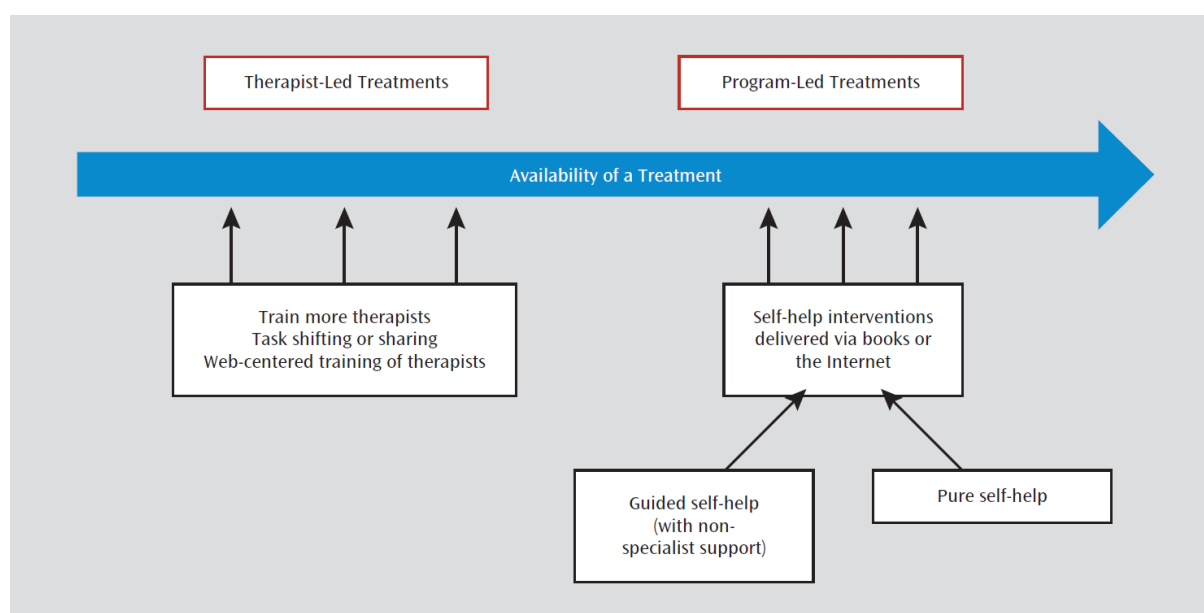 Therapist-Led Treatments
Program-Led Treatments
Availability of a Treatment
Train more therapists
Task shifting or sharing
Web-centered training of therapists
Self-help interventions
delivered via books or
the Internet
Guided self-help
(with non-
specialist support)
Pure self-help